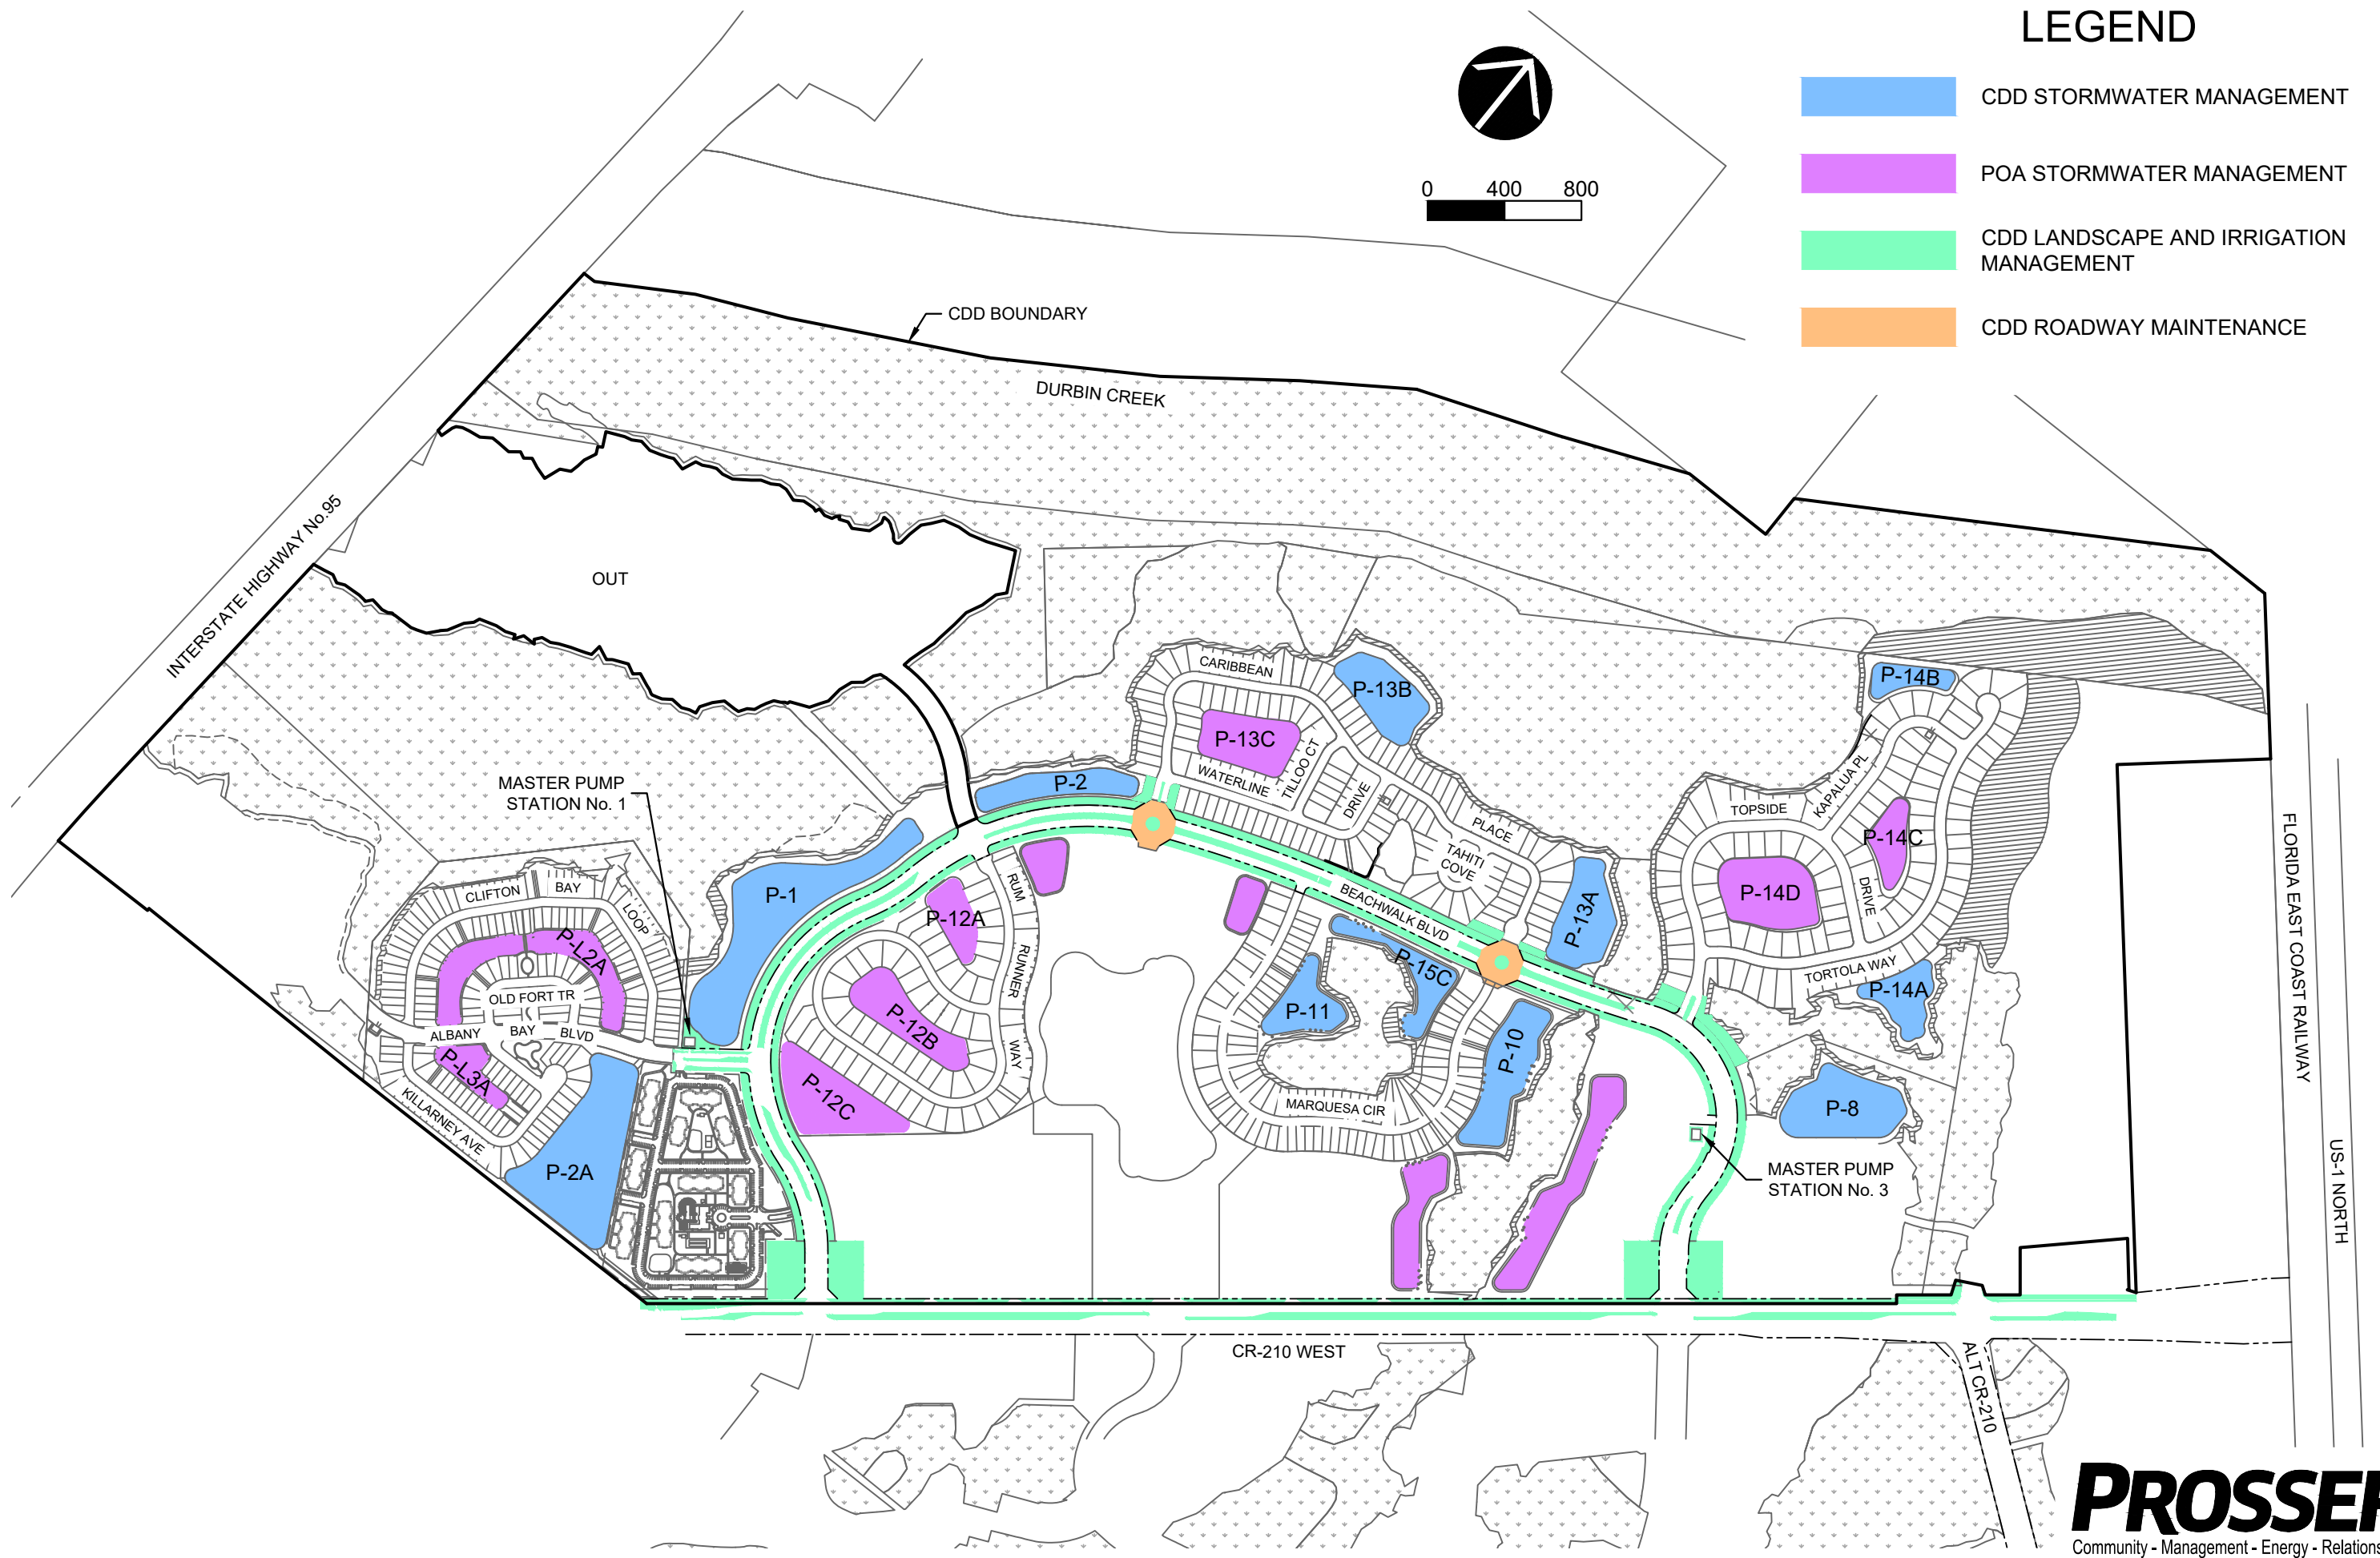 LEGEND
CDD STORMWATER MANAGEMENT
POA STORMWATER MANAGEMENT
CDD LANDSCAPE AND IRRIGATION
MANAGEMENT
CDD ROADWAY MAINTENANCE
0 400 800
CDD BOUNDARY
DURBIN CREEK
INTERSTATE HIGHWAY No.95
OUT
MASTER PUMP
STATION No. 1
CARIBBEAN
P-13B
P-13C
TILLOO CT
WATERLINE
DRIVE
PLACE
TAHITI
COVE
P-2
P-14B
KAPALUA PL
TOPSIDE
P-14C
P-14D
DRIVE
TORTOLA WAY
P-14A
P-1
CLIFTON
BAY
LOOP
P-L2A
OLD FORT TR
ALBANY
BAY
BLVD
P-L3A
KILLARNEY AVE
P-2A
P-12A
RUM
RUNNER
WAY
P-12B
P-12C
BEACHWALK BLVD
P-13A
P-15C
P-11
P-10
MARQUESA CIR
P-8
MASTER PUMP
STATION No. 3
FLORIDA EAST COAST RAILWAY
US-1 NORTH
CR-210 WEST
ALT CR-210
PROSSER
Community - Management - Energy - Relations